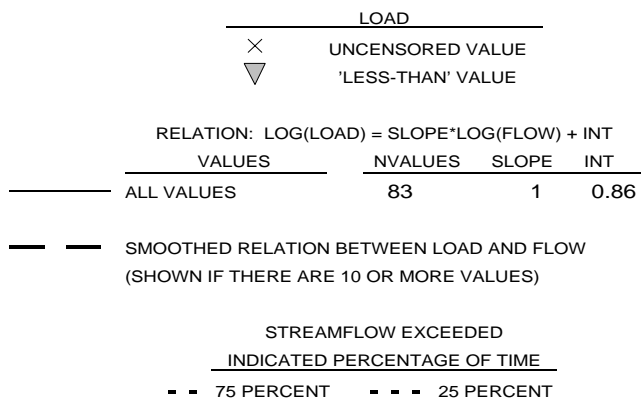 LOAD
UNCENSORED VALUE
'LESS-THAN' VALUE
RELATION: LOG(LOAD) = SLOPE*LOG(FLOW) + INT
VALUES NVALUES SLOPE INT
ALL VALUES 83 1 0.86
SMOOTHED RELATION BETWEEN LOAD AND FLOW
(SHOWN IF THERE ARE 10 OR MORE VALUES)
STREAMFLOW EXCEEDED
INDICATED PERCENTAGE OF TIME
75 PERCENT 25 PERCENT